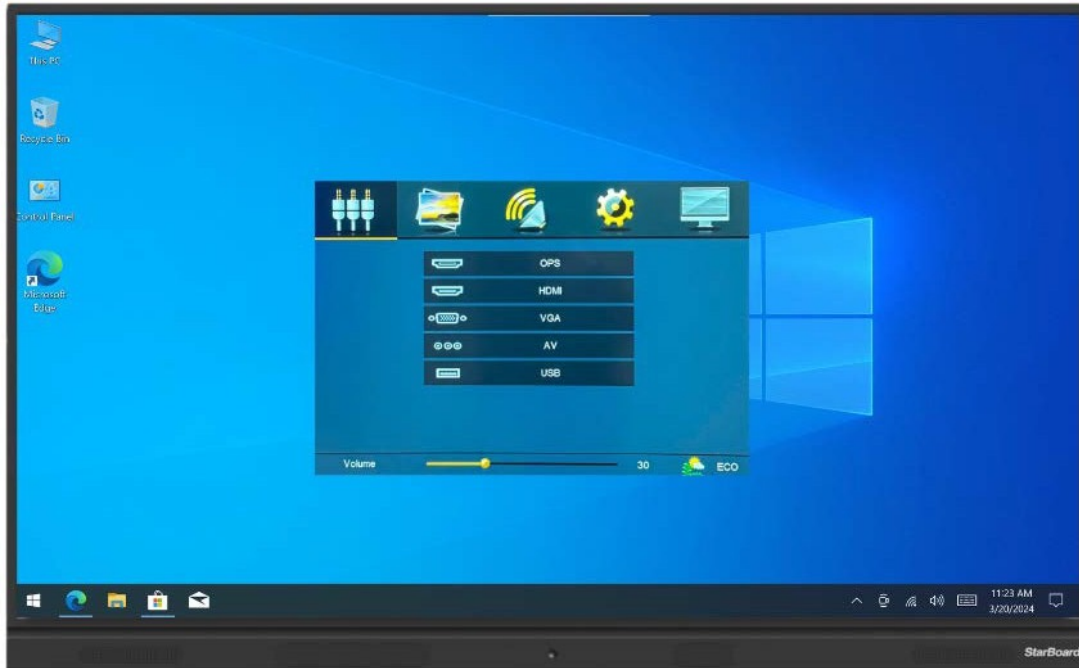 This PC
Recycle Bin
Control Panel
Microsoft
Edge
OPS
HDMI
VGA
AV
USB
Volume
30
ECO
11:23 AM
3/20/2024
StarBoard